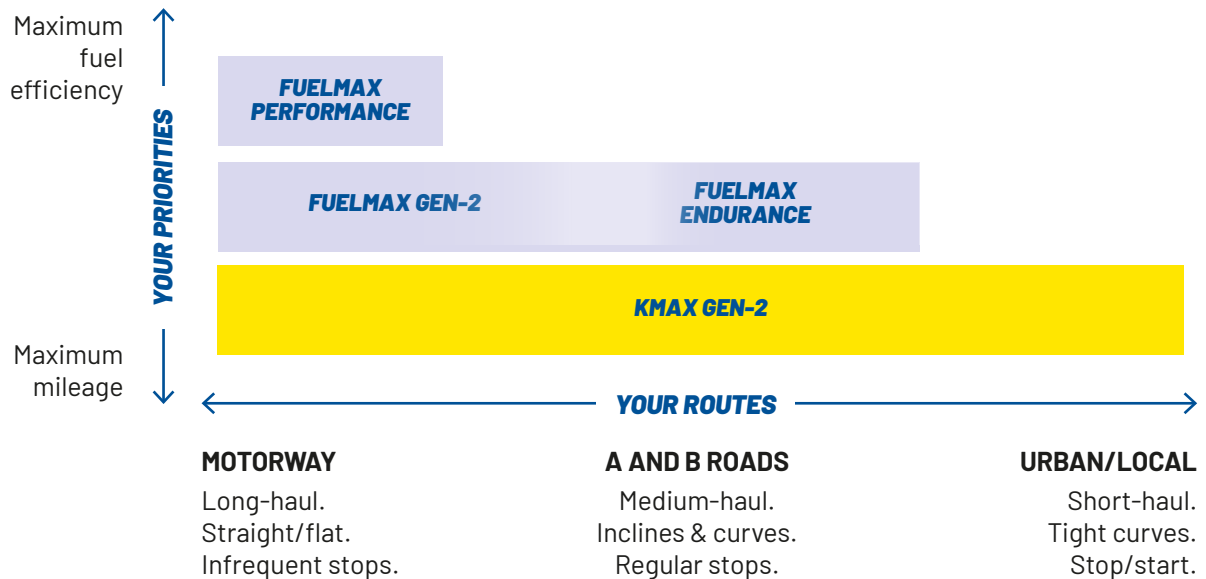 Maximum
fuel
efficiency
YOUR PRIORITIES
Maximum
mileage
FUELMAX
PERFORMANCE
FUELMAX GEN-2
FUELMAX
ENDURANCE
KMAX GEN-2
YOUR ROUTES
MOTORWAY
Long-haul.
Straight/flat.
Infrequent stops.
A AND B ROADS
Medium-haul.
Inclines & curves.
Regular stops.
URBAN/LOCAL
Short-haul.
Tight curves.
Stop/start.